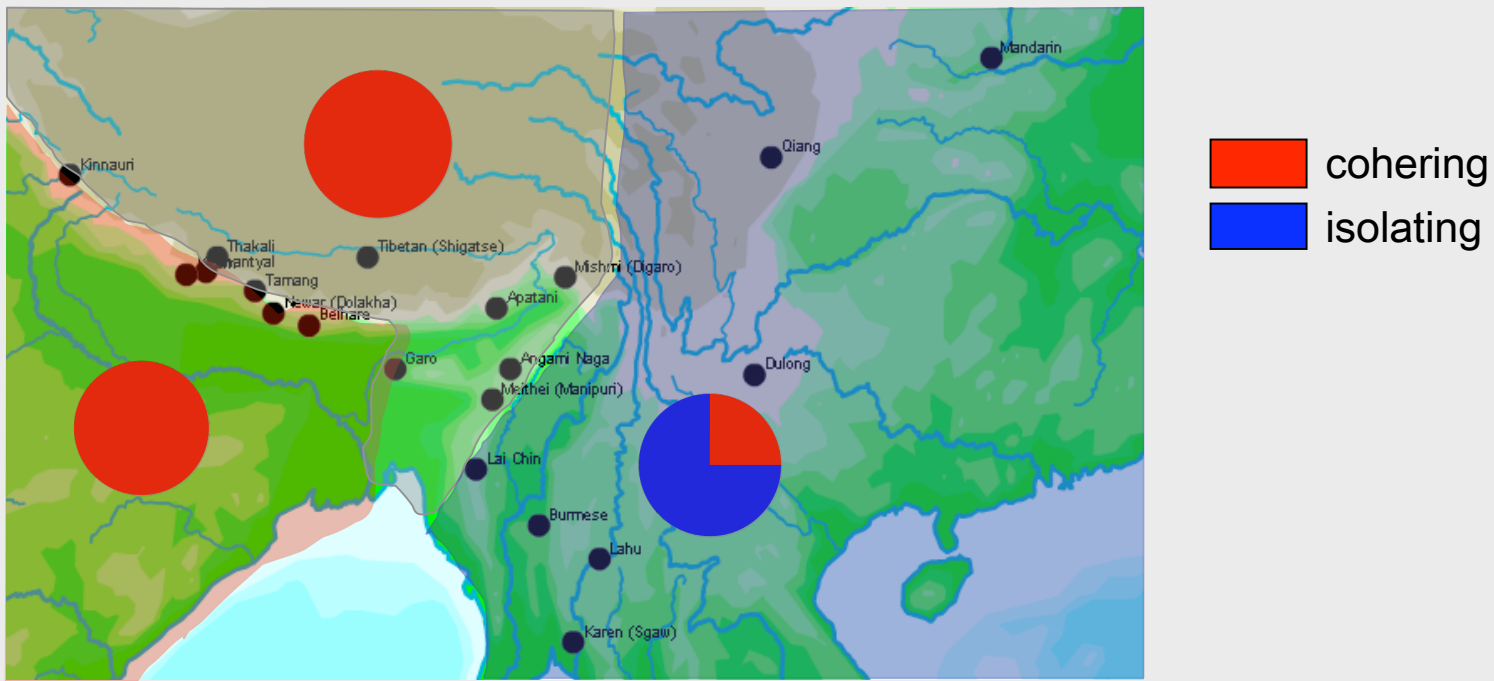 Mandarin
Qiang
Kinnauri
Thakali
Tibetan (Shigatse)
Mishmi (Digaro)
Tamang
Newar (Dolakha)
Apatani
Belhare
Garo
Angami Naga
Dulong
Meithei (Manipuri)
Lai Chin
Burmese
Lahu
Karen (Sgaw)
cohering
isolating